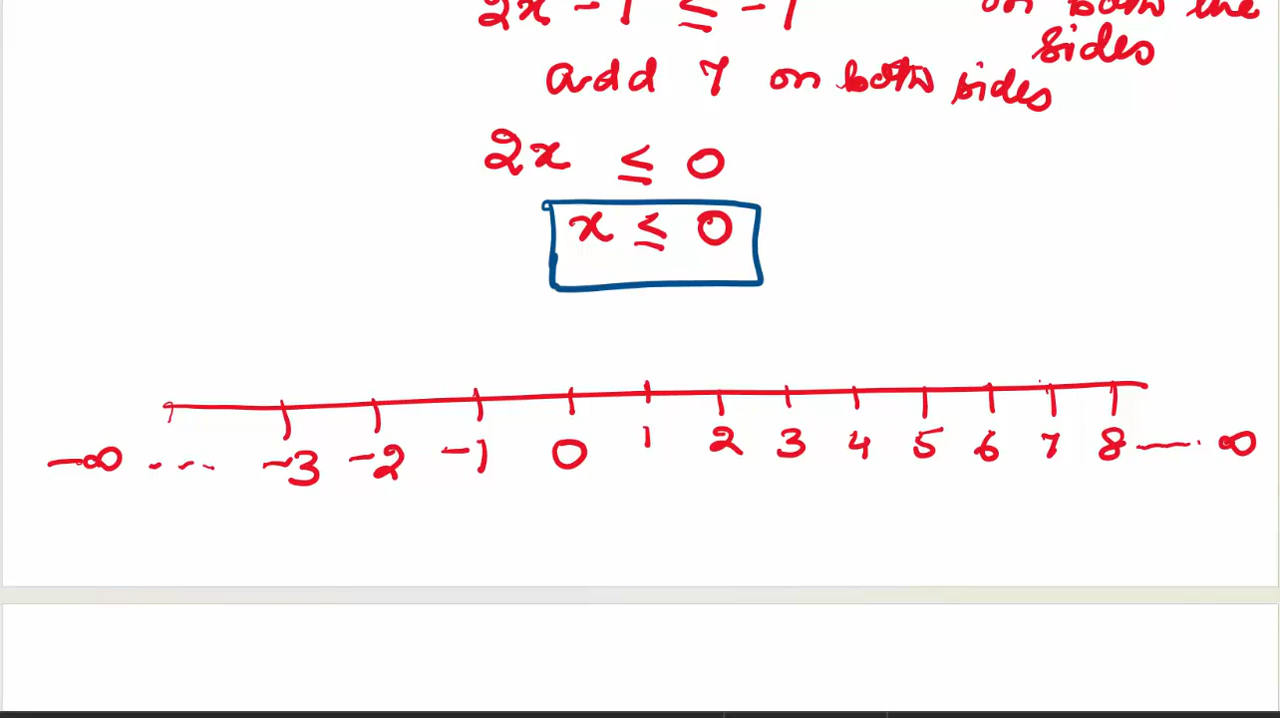 2x - 7 ≤ -7 on both the
sides
add 7 on both sides
2x ≤ 0
x ≤ 0
-∞ ... -3 -2 -1 0 1 2 3 4 5 6 7 8 ---- ∞